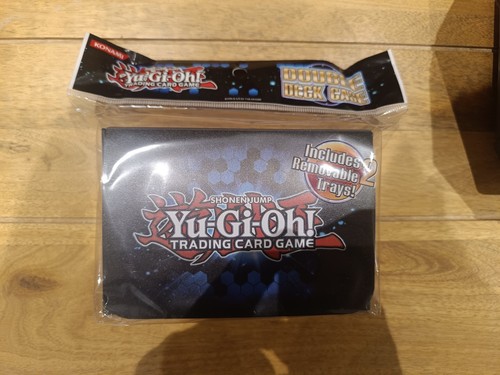 KONAMI
Yu-Gi-Oh!
TRADING CARD GAME
DOUBLE
DECK CASE
Includes 2
Removable
Trays!
SHONEN JUMP
Yu-Gi-Oh!
TRADING CARD GAME